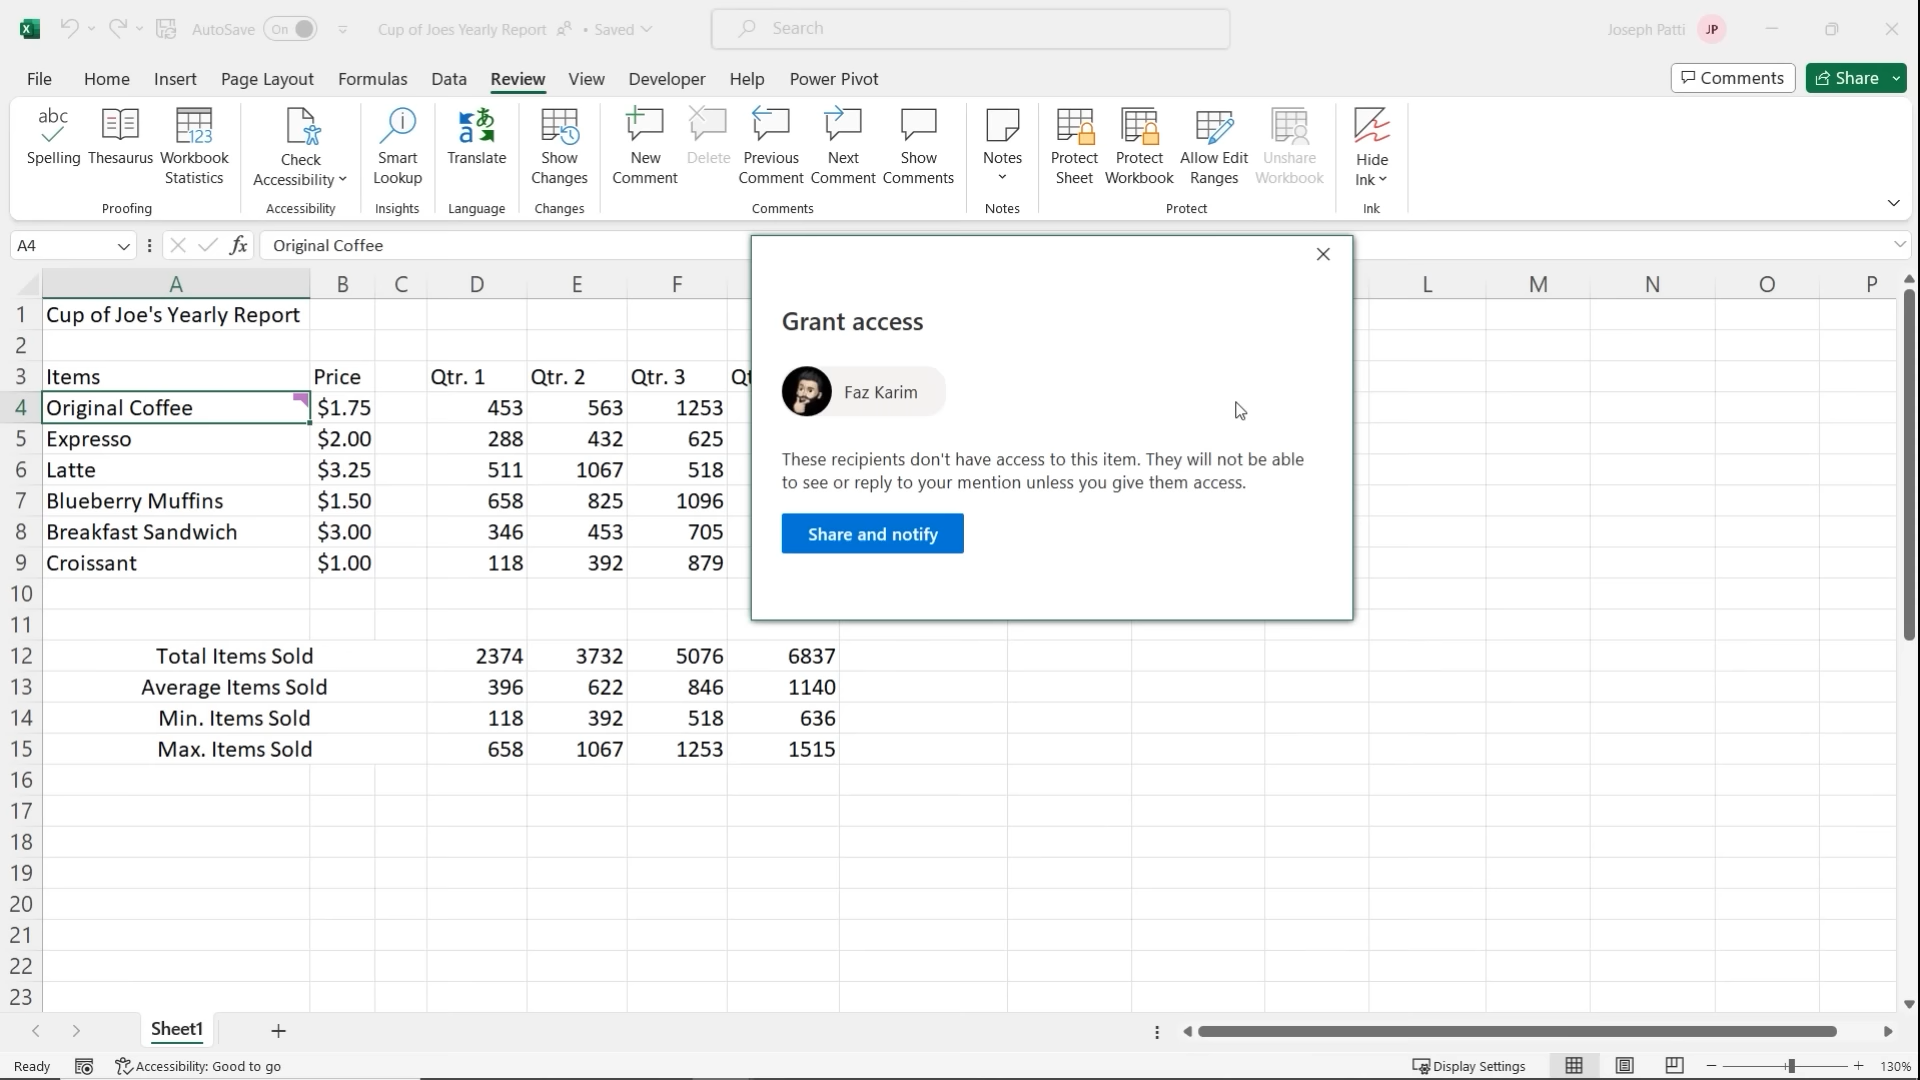 AutoSave On Cup of Joes Yearly Report • Saved Search Joseph Patti JP
File Home Insert Page Layout Formulas Data Review View Developer Help Power Pivot Comments Share
abc 123
Spelling Thesaurus Workbook Statistics Check Accessibility Smart Lookup Translate Show Changes New Comment Delete Previous Comment Next Comment Show Comments Notes Protect Sheet Protect Workbook Allow Edit Ranges Unshare Workbook Hide Ink
Proofing Accessibility Insights Language Changes Comments Notes Protect Ink
A4 fx Original Coffee
A B C D E F L M N O P
1 Cup of Joe's Yearly Report
2
3 Items Price Qtr. 1 Qtr. 2 Qtr. 3
4 Original Coffee $1.75 453 563 1253
5 Expresso $2.00 288 432 625
6 Latte $3.25 511 1067 518
7 Blueberry Muffins $1.50 658 825 1096
8 Breakfast Sandwich $3.00 346 453 705
9 Croissant $1.00 118 392 879
10
11
12 Total Items Sold 2374 3732 5076 6837
13 Average Items Sold 396 622 846 1140
14 Min. Items Sold 118 392 518 636
15 Max. Items Sold 658 1067 1253 1515
16
17
18
19
20
21
22
23
Grant access
Faz Karim
These recipients don't have access to this item. They will not be able
to see or reply to your mention unless you give them access.
Share and notify
Sheet1
Ready Accessibility: Good to go Display Settings 130%